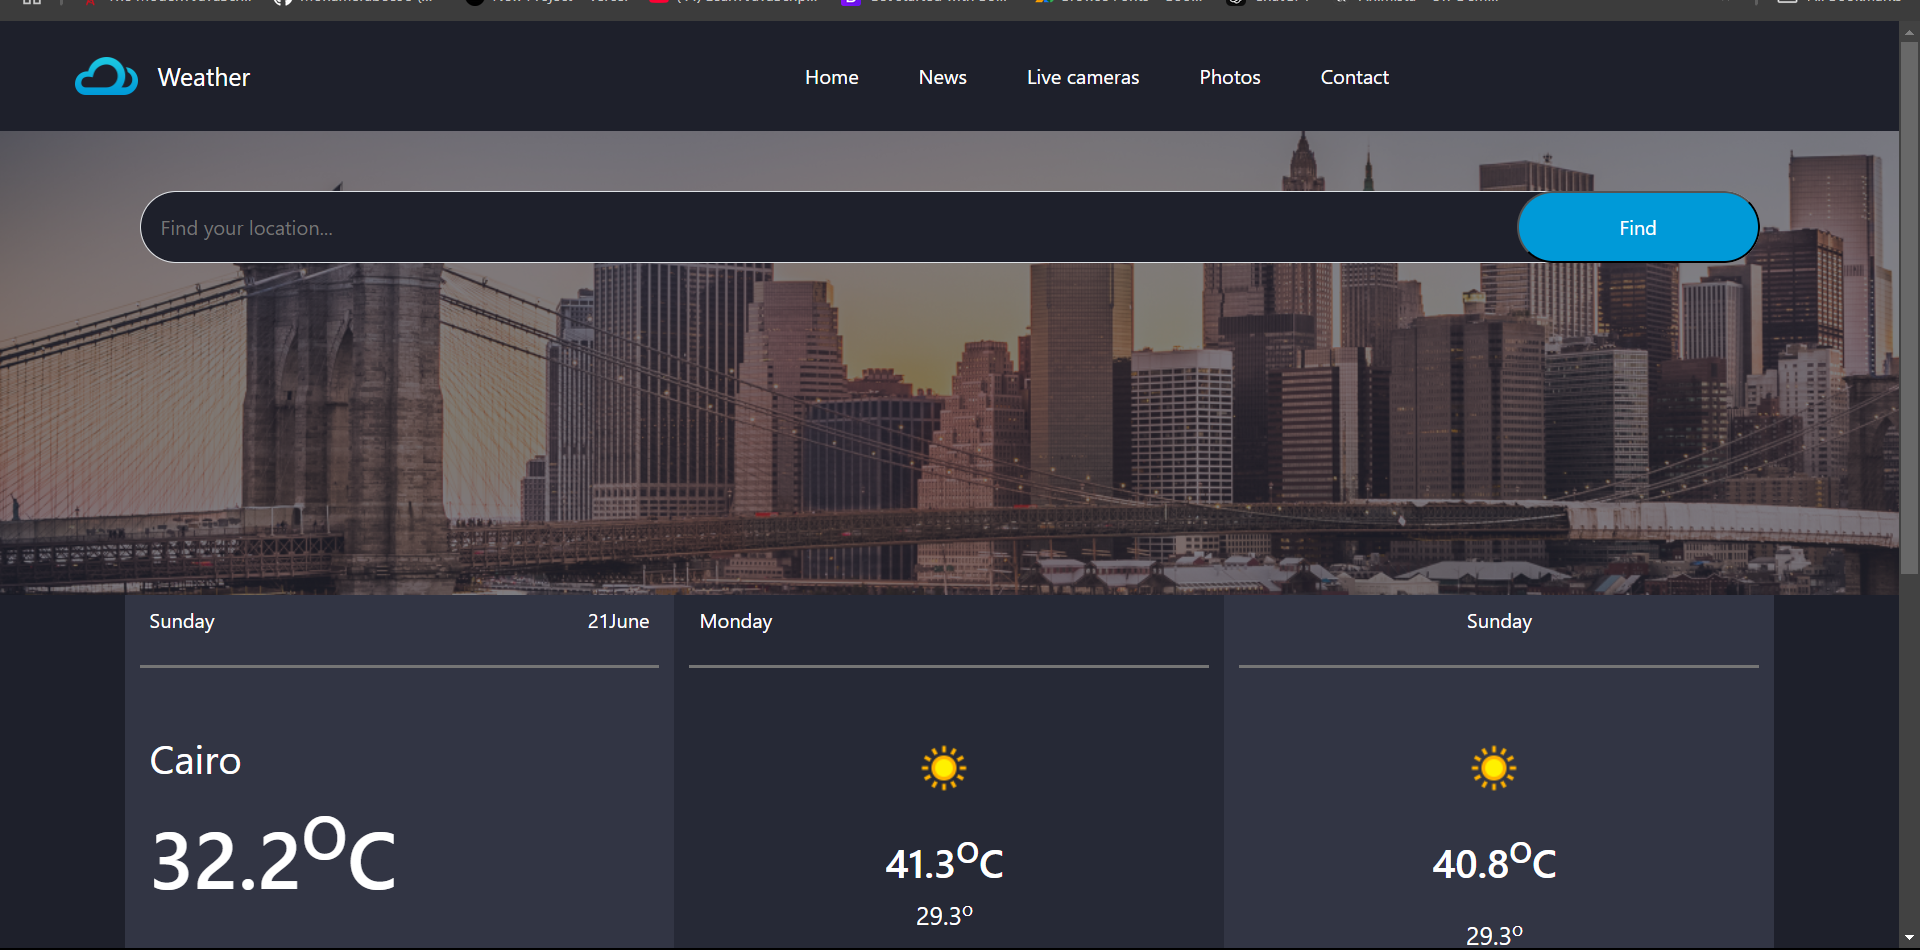 Weather
Home News Live cameras Photos Contact
Find your location...
Find
Sunday 21June
Monday
Sunday
Cairo
32.2°C
41.3°C
29.3°
40.8°C
29.3°